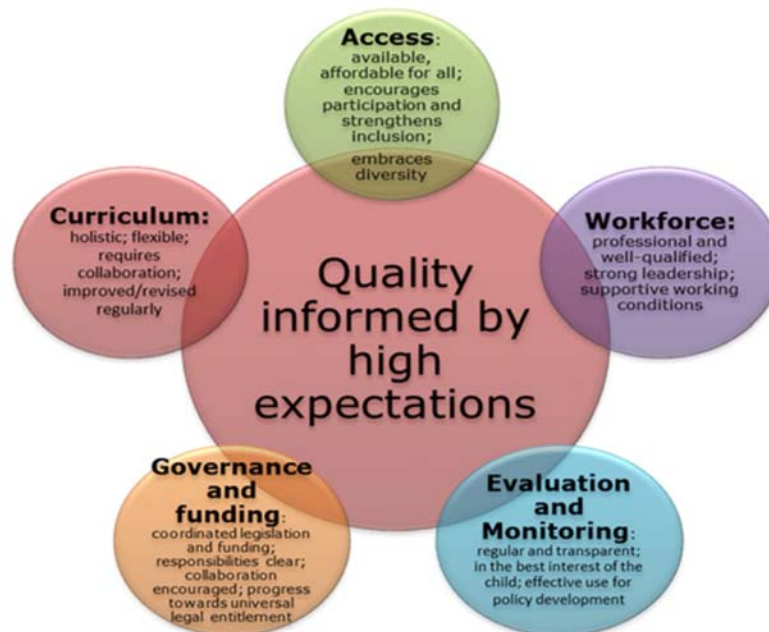 Access:
available,
affordable for all;
encourages
participation and
strengthens
inclusion;
embraces
diversity
Curriculum:
holistic; flexible;
requires
collaboration;
improved/revised
regularly
Workforce:
professional and
well-qualified;
strong leadership;
supportive working
conditions
Quality
informed by
high
expectations
Governance
and
funding:
coordinated legislation
and funding;
responsibilities clear;
collaboration
encouraged; progress
towards universal
legal entitlement
Evaluation
and
Monitoring:
regular and transparent;
in the best interest of the
child; effective use for
policy development